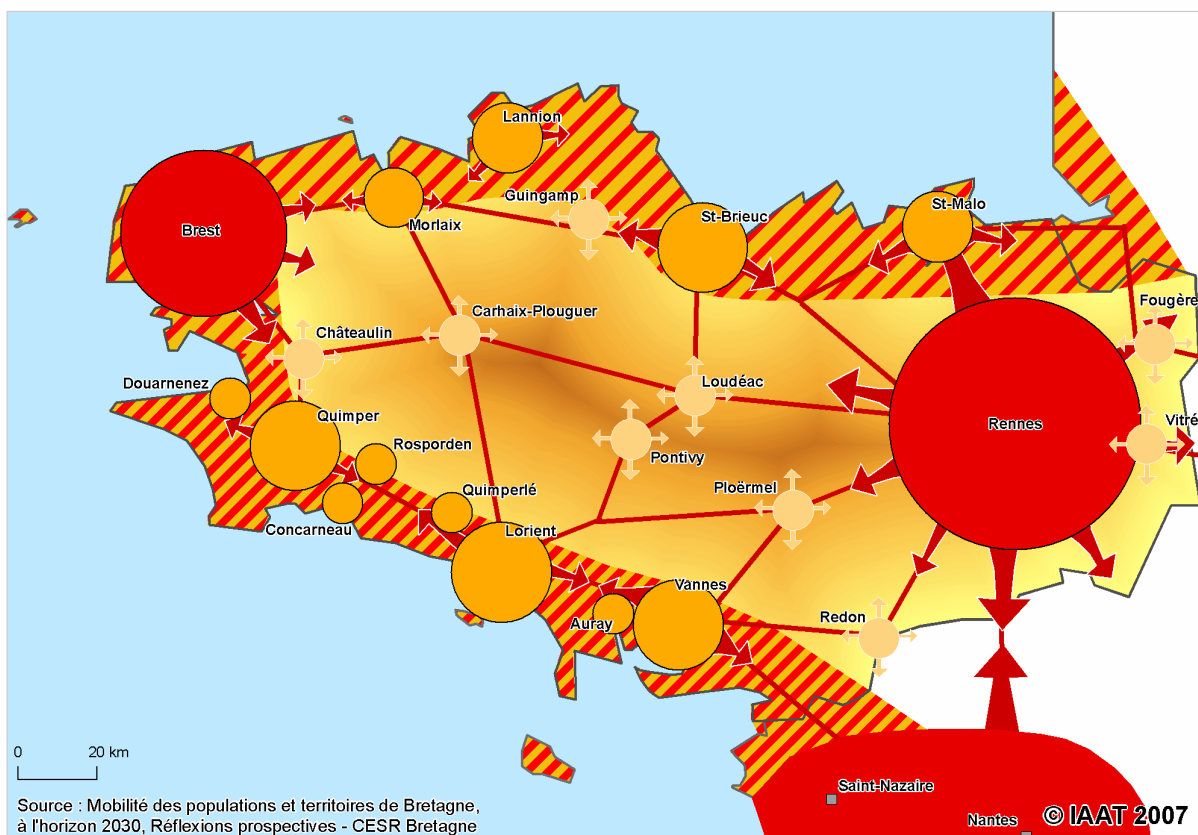 Lannion
Guingamp
St-Brieuc
St-Malo
Brest
Morlaix
Carhaix-Plouguer
Fougère
Châteaulin
Douarnenez
Loudéac
Quimper
Rennes
Vitré
Rosporden
Pontivy
Quimperlé
Ploërmel
Concarneau
Lorient
Vannes
Auray
Redon
0 20 km
Saint-Nazaire
Source : Mobilité des populations et territoires de Bretagne,
à l'horizon 2030, Réflexions prospectives - CESR Bretagne
Nantes
© IAAT 2007